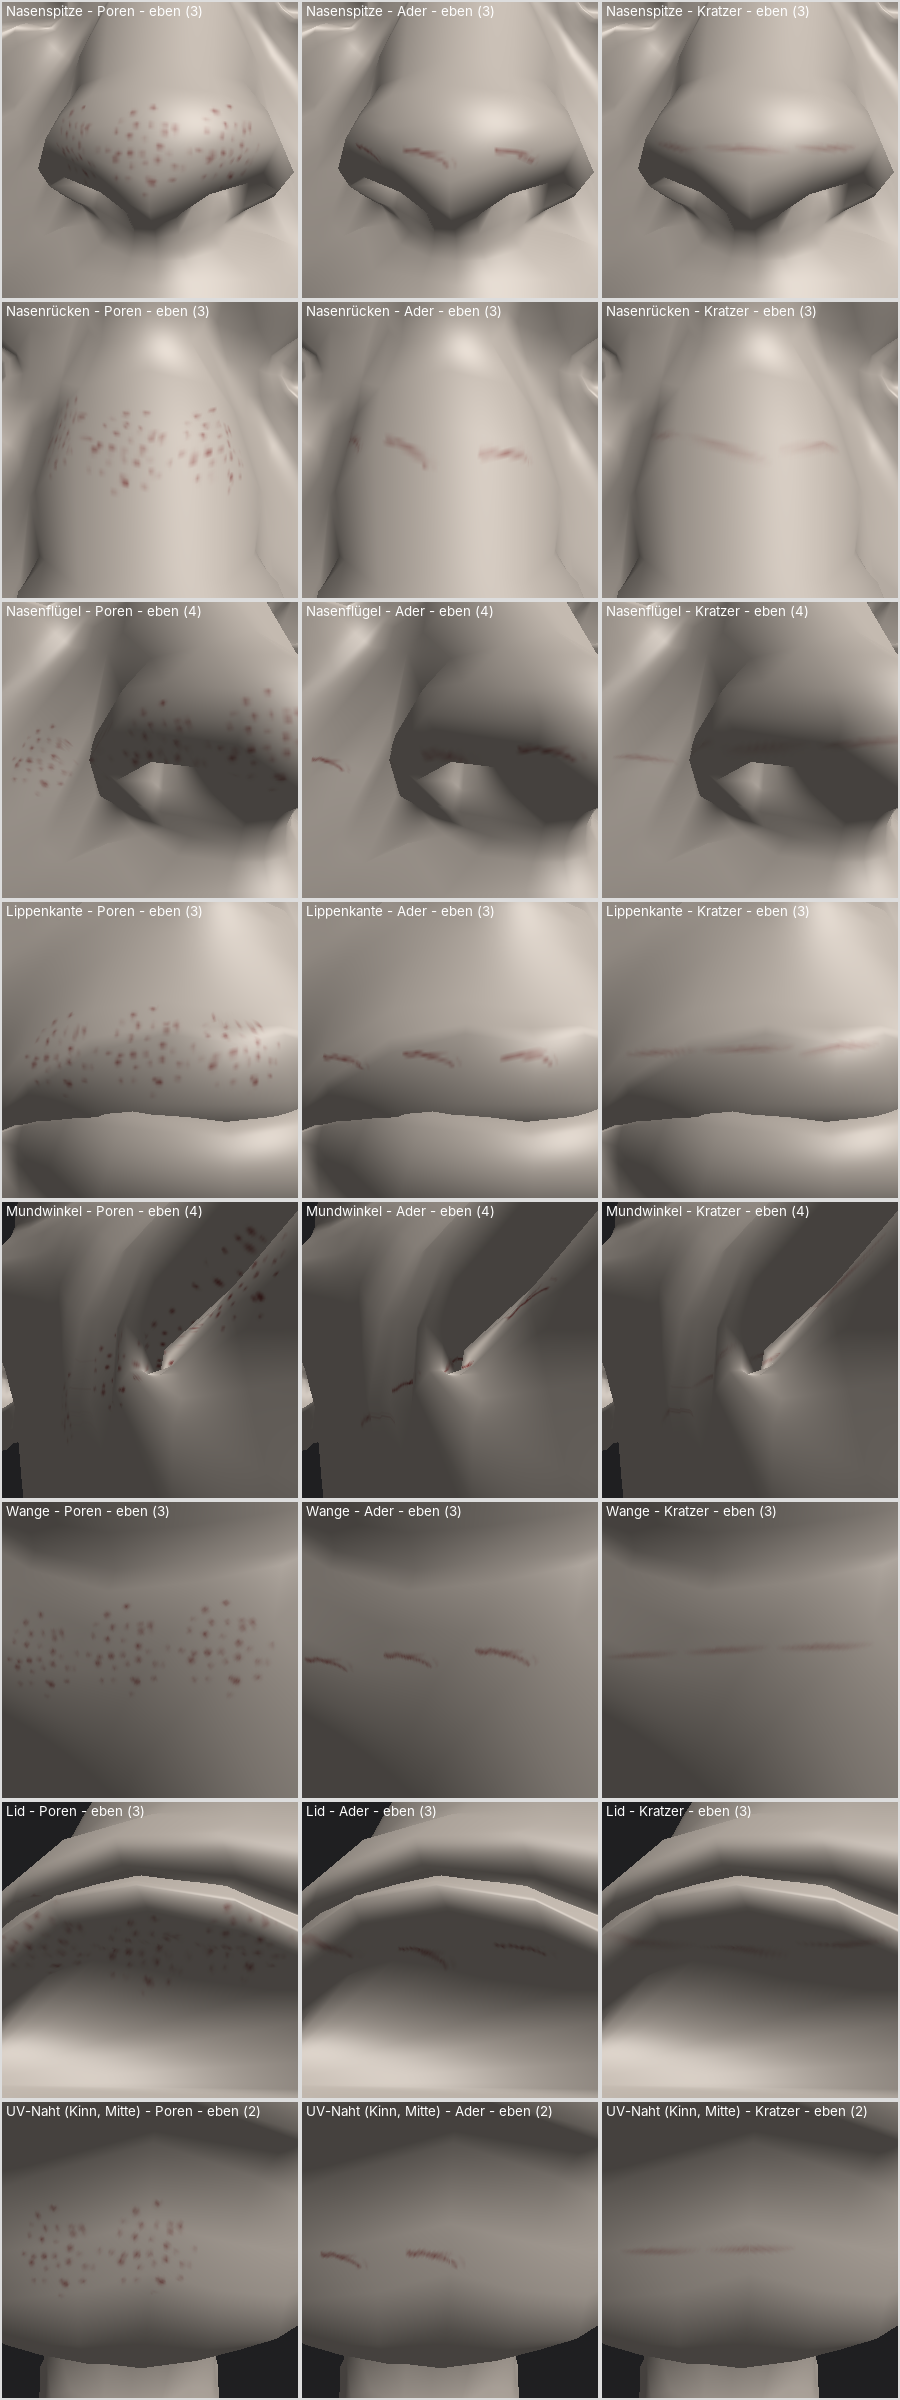 Nasenspitze - Poren - eben (3)
Nasenspitze - Ader - eben (3)
Nasenspitze - Kratzer - eben (3)
Nasenrücken - Poren - eben (3)
Nasenrücken - Ader - eben (3)
Nasenrücken - Kratzer - eben (3)
Nasenflügel - Poren - eben (4)
Nasenflügel - Ader - eben (4)
Nasenflügel - Kratzer - eben (4)
Lippenkante - Poren - eben (3)
Lippenkante - Ader - eben (3)
Lippenkante - Kratzer - eben (3)
Mundwinkel - Poren - eben (4)
Mundwinkel - Ader - eben (4)
Mundwinkel - Kratzer - eben (4)
Wange - Poren - eben (3)
Wange - Ader - eben (3)
Wange - Kratzer - eben (3)
Lid - Poren - eben (3)
Lid - Ader - eben (3)
Lid - Kratzer - eben (3)
UV-Naht (Kinn, Mitte) - Poren - eben (2)
UV-Naht (Kinn, Mitte) - Ader - eben (2)
UV-Naht (Kinn, Mitte) - Kratzer - eben (2)